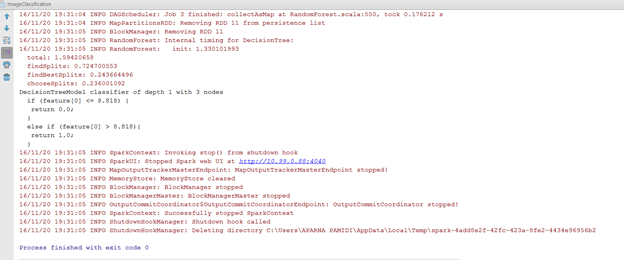 ImageClassification
16/11/20 19:31:04 INFO DAGScheduler: Job 3 finished: collectAsMap at RandomForest.scala:550, took 0.176212 s
16/11/20 19:31:04 INFO MapPartitionsRDD: Removing RDD 11 from persistence list
16/11/20 19:31:05 INFO BlockManager: Removing RDD 11
16/11/20 19:31:05 INFO RandomForest: Internal timing for DecisionTree:
16/11/20 19:31:05 INFO RandomForest:   init: 1.330101993
  total: 1.59420658
  findSplits: 0.724700553
  findBestSplits: 0.243664496
  chooseSplits: 0.236001092
DecisionTreeModel classifier of depth 1 with 3 nodes
  if (feature[0] <= 8.818) {
   return 0.0;
  }
  else if (feature[0] > 8.818){
   return 1.0;
  }
16/11/20 19:31:05 INFO SparkContext: Invoking stop() from shutdown hook
16/11/20 19:31:05 INFO SparkUI: Stopped Spark web UI at http://10.99.0.88:4040
16/11/20 19:31:05 INFO MapOutputTrackerMasterEndpoint: MapOutputTrackerMasterEndpoint stopped!
16/11/20 19:31:05 INFO MemoryStore: MemoryStore cleared
16/11/20 19:31:05 INFO BlockManager: BlockManager stopped
16/11/20 19:31:05 INFO BlockManagerMaster: BlockManagerMaster stopped
16/11/20 19:31:05 INFO OutputCommitCoordinator$OutputCommitCoordinatorEndpoint: OutputCommitCoordinator stopped!
16/11/20 19:31:05 INFO SparkContext: Successfully stopped SparkContext
16/11/20 19:31:05 INFO ShutdownHookManager: Shutdown hook called
16/11/20 19:31:05 INFO ShutdownHookManager: Deleting directory C:\Users\APARNA PAMIDI\AppData\Local\Temp\spark-4add8e2f-42fc-423a-8fe2-4434e96956b2
Process finished with exit code 0